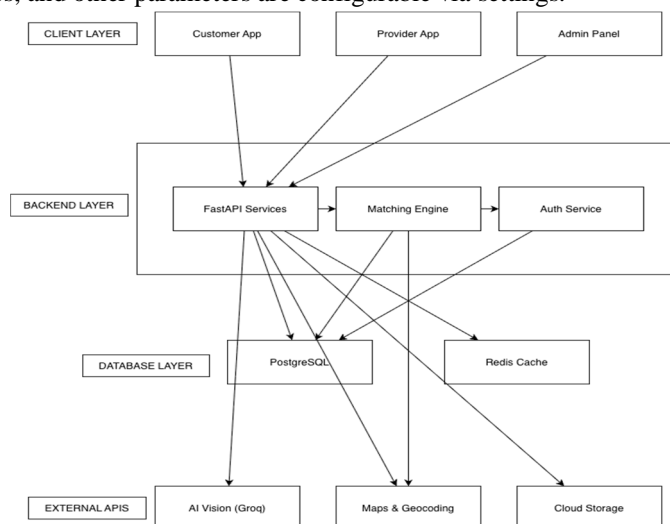 and other parameters are configurable via settings.
CLIENT LAYER
Customer App
Provider App
Admin Panel
BACKEND LAYER
FastAPI Services
Matching Engine
Auth Service
DATABASE LAYER
PostgreSQL
Redis Cache
EXTERNAL APIS
AI Vision (Groq)
Maps & Geocoding
Cloud Storage